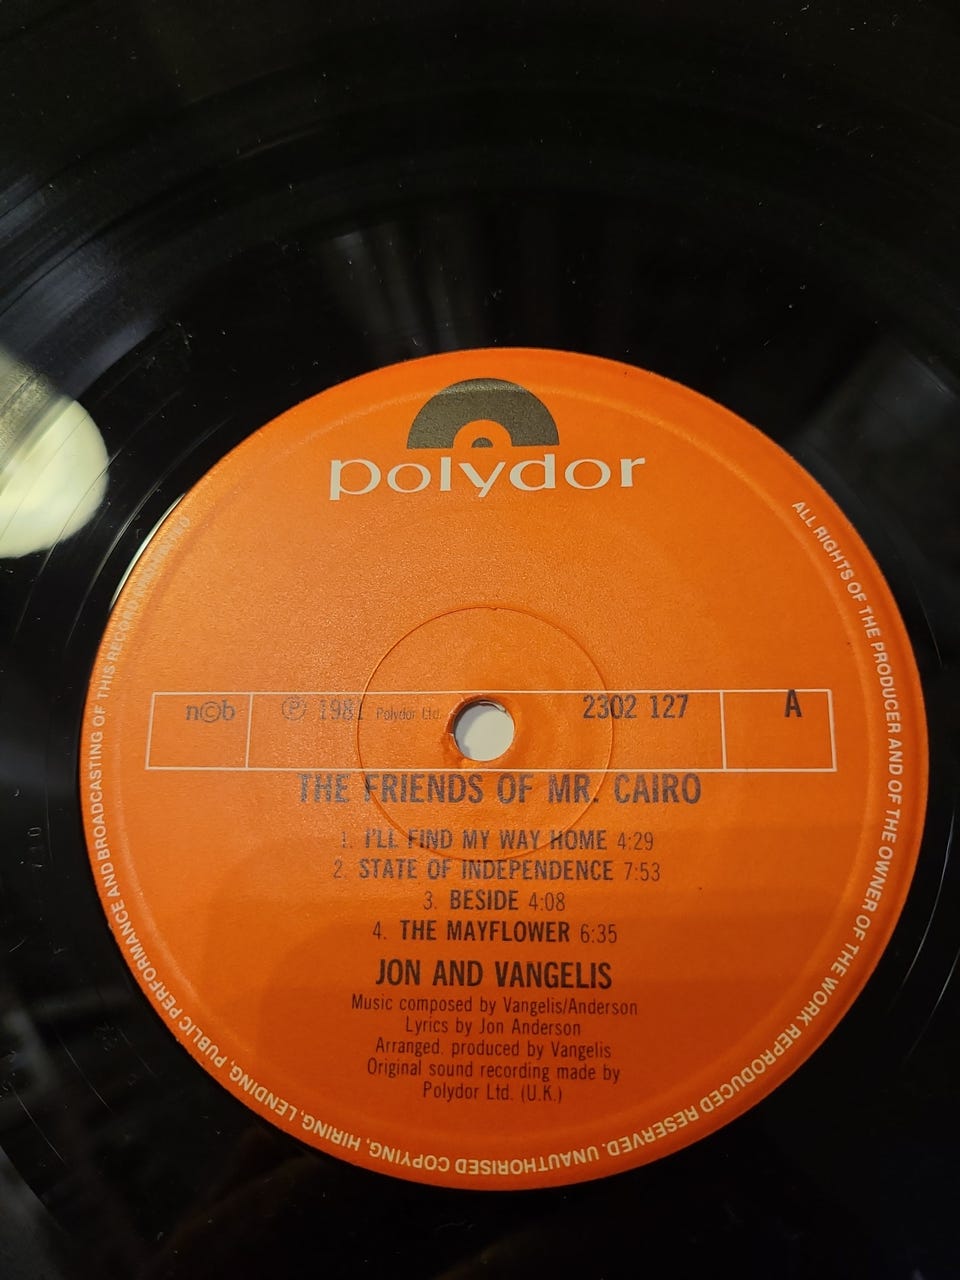 polydor
n©b ℗ 1981 Polydor Ltd. 2302 127 A
THE FRIENDS OF MR. CAIRO
1. I'LL FIND MY WAY HOME 4:29
2. STATE OF INDEPENDENCE 7:53
3. BESIDE 4:08
4. THE MAYFLOWER 6:35
JON AND VANGELIS
Music composed by Vangelis/Anderson
Lyrics by Jon Anderson
Arranged. produced by Vangelis
Original sound recording made by
Polydor Ltd. (U.K.)
ALL RIGHTS OF THE PRODUCER AND OF THE OWNER OF THE WORK REPRODUCED RESERVED. UNAUTHORISED COPYING, HIRING, LENDING, PUBLIC PERFORMANCE AND BROADCASTING OF THIS RECORD PROHIBITED